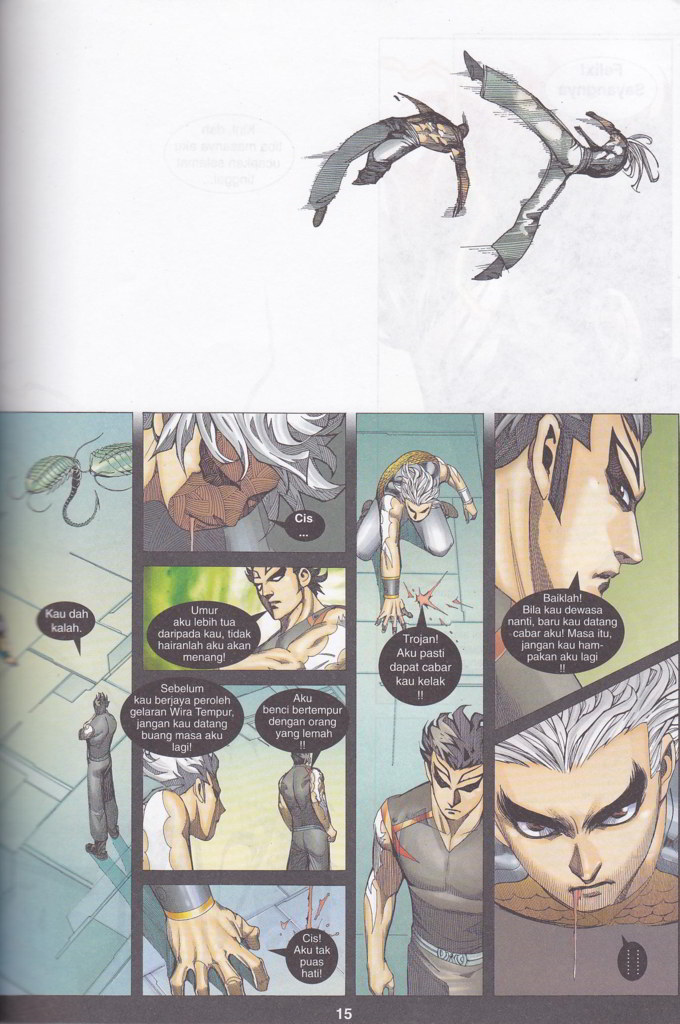 Kau dah
kalah.
Cis
...
Umur
aku lebih tua
daripada kau, tidak
hairanlah aku akan
menang!
Sebelum
kau berjaya peroleh
gelaran Wira Tempur,
jangan kau datang
buang masa aku
lagi!
Aku
benci bertempur
dengan orang
yang lemah
!!
Cis!
Aku tak
puas
hati!
Trojan!
Aku pasti
dapat cabar
kau kelak
!!
Baiklah!
Bila kau dewasa
nanti, baru kau datang
cabar aku! Masa itu,
jangan kau ham-
pakan aku lagi
!!
15